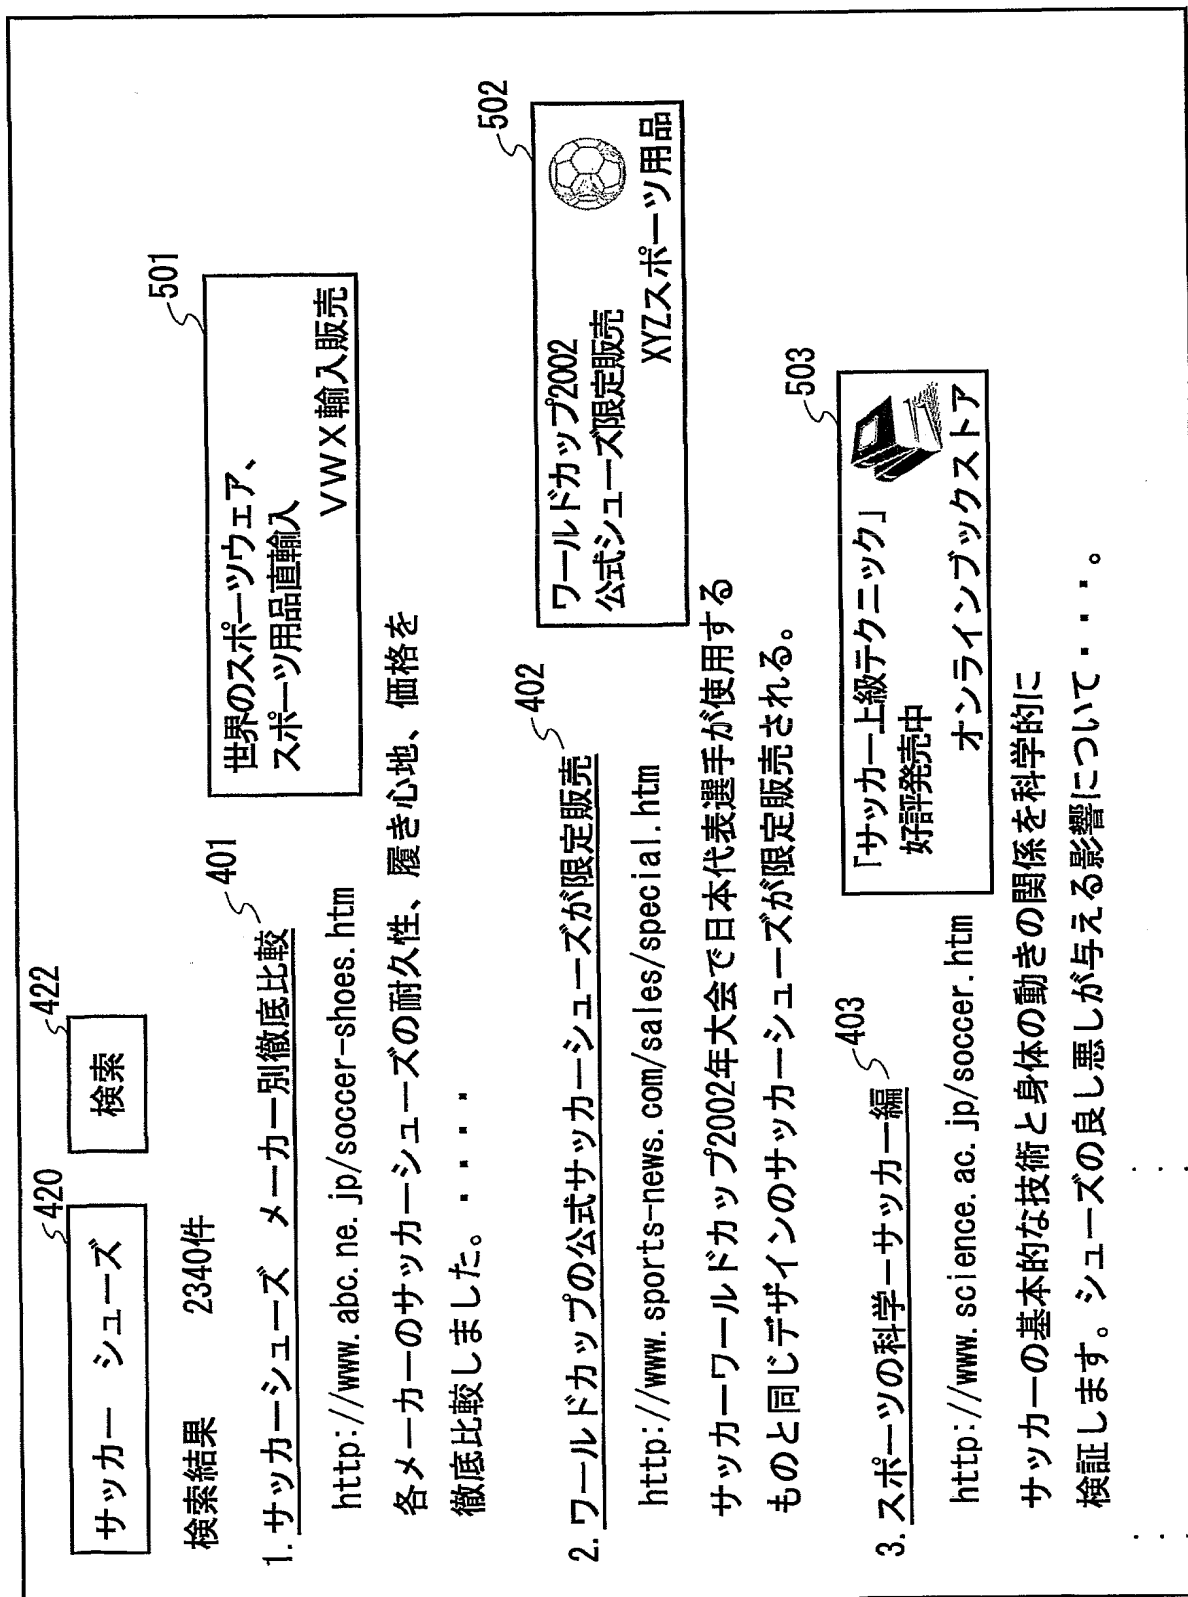 420
422
サッカー　シューズ
検索
検索結果　　2340件
401
1. サッカーシューズ　メーカー別徹底比較
http://www.abc.ne.jp/soccer-shoes.htm
各メーカーのサッカーシューズの耐久性、履き心地、価格を
徹底比較しました。・・・・
501
世界のスポーツウェア、
スポーツ用品直輸入
ＶＷＸ輸入販売
402
2. ワールドカップの公式サッカーシューズが限定販売
http://www.sports-news.com/sales/special.htm
サッカーワールドカップ2002年大会で日本代表選手が使用する
ものと同じデザインのサッカーシューズが限定販売される。
502
ワールドカップ2002
公式シューズ限定販売
XYZスポーツ用品
403
3. スポーツの科学ーサッカー編
http://www.science.ac.jp/soccer.htm
サッカーの基本的な技術と身体の動きの関係を科学的に
検証します。シューズの良し悪しが与える影響について・・・。
503
「サッカー上級テクニック」
好評発売中
オンラインブックストア